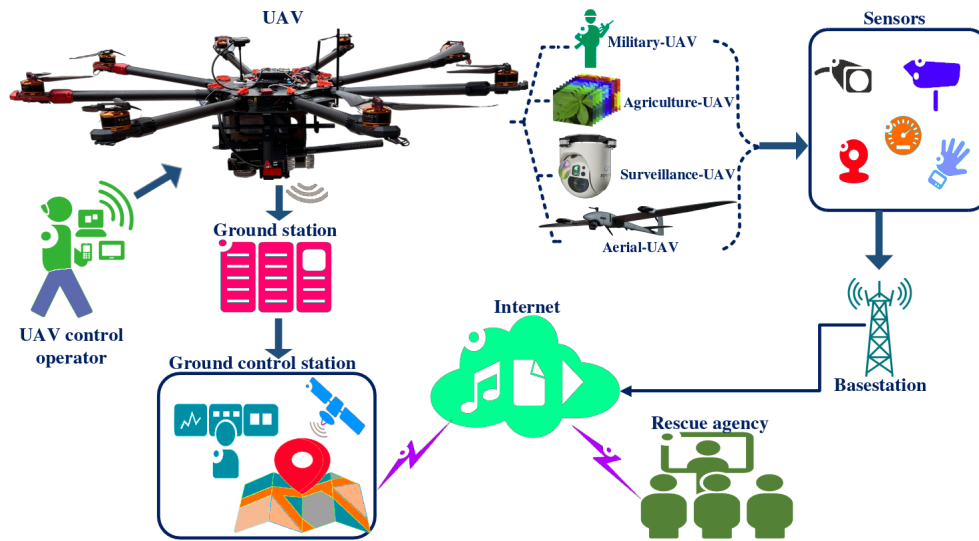 UAV
Sensors
Military-UAV
Agriculture-UAV
Surveillance-UAV
Aerial-UAV
Ground station
UAV control
operator
Ground control station
Internet
Basestation
Rescue agency